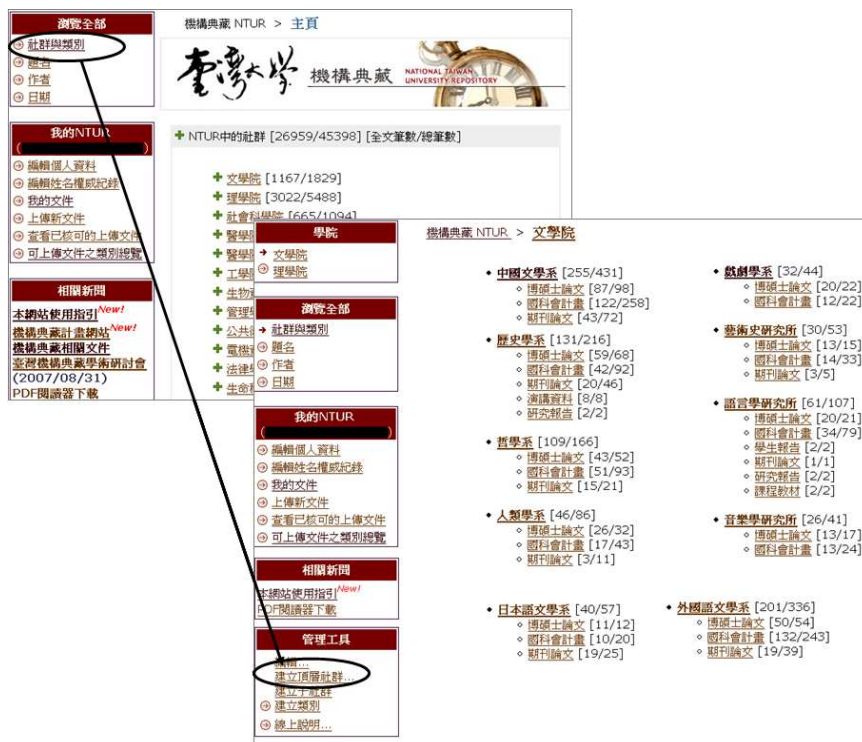 瀏覽全部
社群與類別
題名
作者
日期
我的NTUR
(
)
編輯個人資料
編輯姓名權威紀錄
我的文件
上傳新文件
查看已核可的上傳文件
可上傳文件之類別總覽
相關新聞
本網站使用指引New!
機構典藏計畫網站New!
機構典藏相關文件
臺灣機構典藏學術研討會
(2007/08/31)
PDF閱讀器下載
機構典藏 NTUR > 主頁
臺灣大學 機構典藏 NATIONAL TAIWAN
UNIVERSITY REPOSITORY
NTUR中的社群 [26959/45398] [全文筆數/總筆數]
文學院 [1167/1829]
理學院 [3022/5488]
社會科學院 [665/1094]
醫學院
醫學
工學院
生物
管理學
公共
電機
法律
生命
學院
文學院
理學院
瀏覽全部
社群與類別
題名
作者
日期
我的NTUR
(
)
編輯個人資料
編輯姓名權威紀錄
我的文件
上傳新文件
查看已核可的上傳文件
可上傳文件之類別總覽
相關新聞
本網站使用指引New!
PDF閱讀器下載
管理工具
編輯...
建立頂層社群...
建立子社群
建立類別
線上說明...
機構典藏 NTUR > 文學院
中國文學系 [255/431]
博碩士論文 [87/98]
國科會計畫 [122/258]
期刊論文 [43/72]
歷史學系 [131/216]
博碩士論文 [59/68]
國科會計畫 [42/92]
期刊論文 [20/46]
演講資料 [8/8]
研究報告 [2/2]
哲學系 [109/166]
博碩士論文 [43/52]
國科會計畫 [51/93]
期刊論文 [15/21]
人類學系 [46/86]
博碩士論文 [26/32]
國科會計畫 [17/43]
期刊論文 [3/11]
日本語文學系 [40/57]
博碩士論文 [11/12]
國科會計畫 [10/20]
期刊論文 [19/25]
戲劇學系 [32/44]
博碩士論文 [20/22]
國科會計畫 [12/22]
藝術史研究所 [30/53]
博碩士論文 [13/15]
國科會計畫 [14/33]
期刊論文 [3/5]
語言學研究所 [61/107]
博碩士論文 [20/21]
國科會計畫 [34/79]
學生報告 [2/2]
期刊論文 [1/1]
研究報告 [2/2]
課程教材 [2/2]
音樂學研究所 [26/41]
博碩士論文 [13/17]
國科會計畫 [13/24]
外國語文學系 [201/336]
博碩士論文 [50/54]
國科會計畫 [132/243]
期刊論文 [19/39]